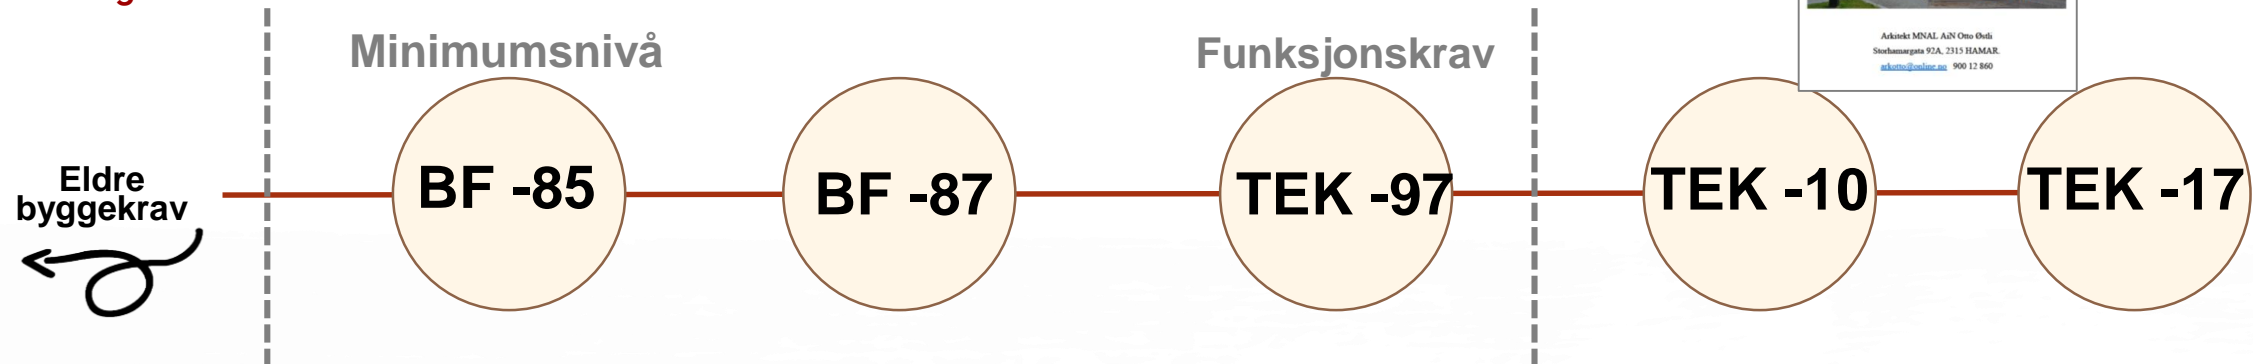 Minimumsnivå
Funksjonskrav
Arkitekt MNAL AiN Otto Østli
Storhamargata 92A, 2315 HAMAR.
arkotto@online.no 900 12 860
Eldre
byggekrav
BF -85
BF -87
TEK -97
TEK -10
TEK -17